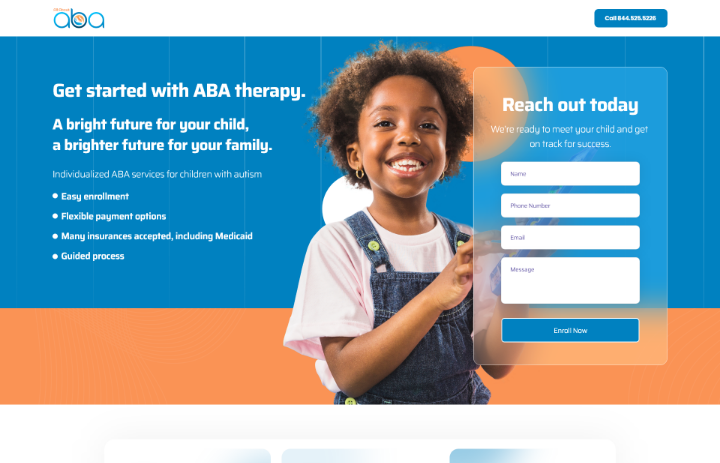 aba
Call 844.525.5226
Get started with ABA therapy.
A bright future for your child,
a brighter future for your family.
Individualized ABA services for children with autism
Easy enrollment
Flexible payment options
Many insurances accepted, including Medicaid
Guided process
Reach out today
We're ready to meet your child and get
on track for success.
Name
Phone Number
Email
Message
Enroll Now